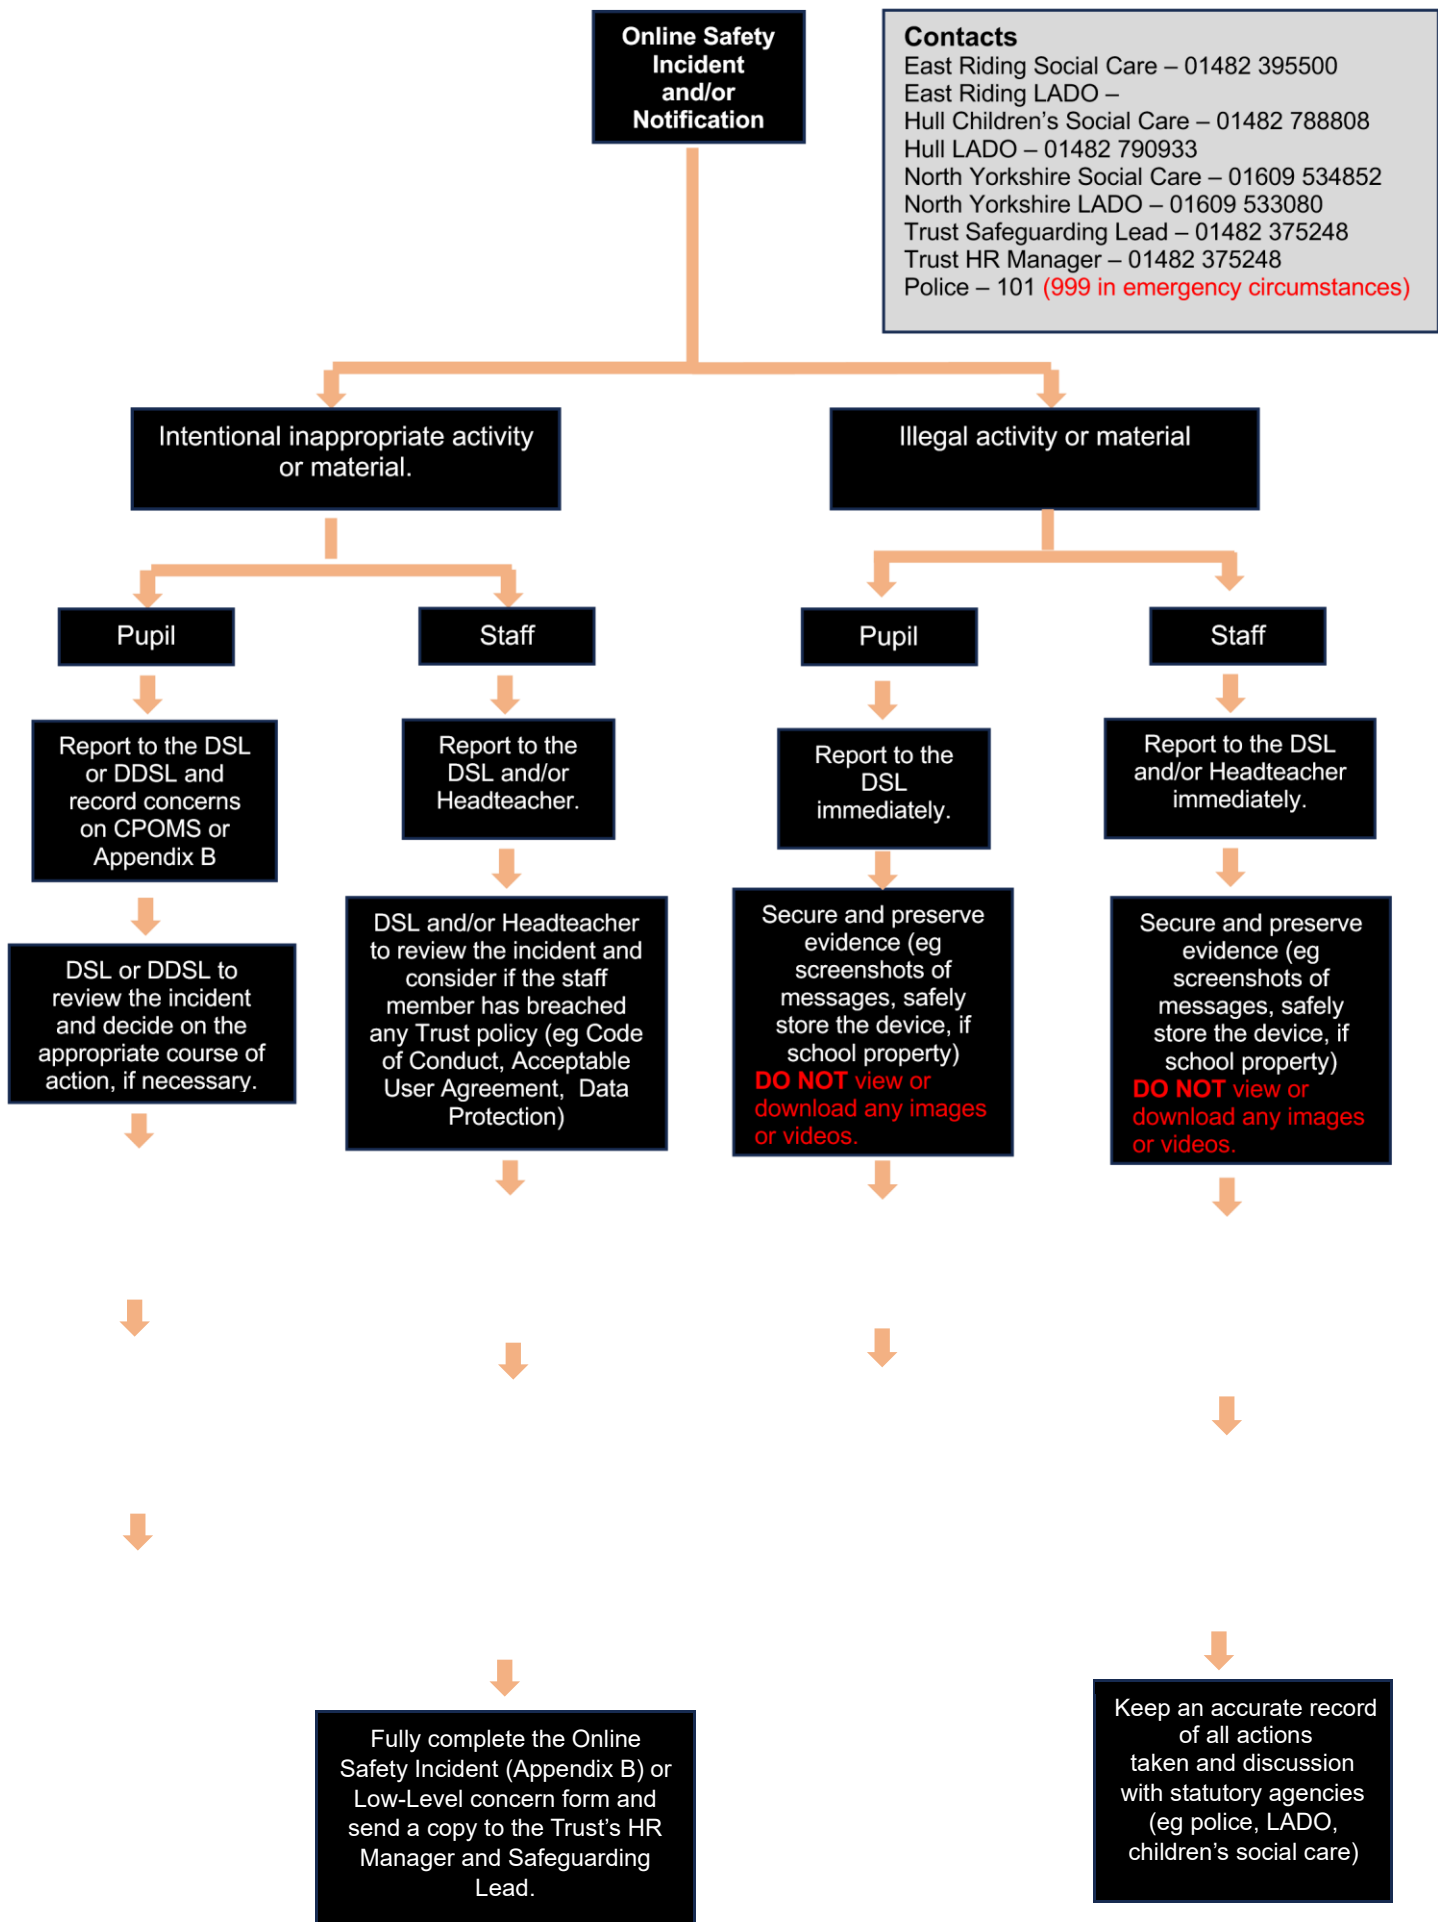 Online Safety
Incident
and/or
Notification
Contacts
East Riding Social Care – 01482 395500
East Riding LADO –
Hull Children’s Social Care – 01482 788808
Hull LADO – 01482 790933
North Yorkshire Social Care – 01609 534852
North Yorkshire LADO – 01609 533080
Trust Safeguarding Lead – 01482 375248
Trust HR Manager – 01482 375248
Police – 101 (999 in emergency circumstances)
Intentional inappropriate activity
or material.
Illegal activity or material
Pupil
Staff
Pupil
Staff
Report to the DSL
or DDSL and
record concerns
on CPOMS or
Appendix B
Report to the
DSL and/or
Headteacher.
Report to the
DSL
immediately.
Report to the DSL
and/or Headteacher
immediately.
DSL or DDSL to
review the incident
and decide on the
appropriate course of
action, if necessary.
DSL and/or Headteacher
to review the incident and
consider if the staff
member has breached
any Trust policy (eg Code
of Conduct, Acceptable
User Agreement, Data
Protection)
Secure and preserve
evidence (eg
screenshots of
messages, safely
store the device, if
school property)
DO NOT view or
download any images
or videos.
Secure and preserve
evidence (eg
screenshots of
messages, safely
store the device, if
school property)
DO NOT view or
download any images
or videos.
Fully complete the Online
Safety Incident (Appendix B) or
Low-Level concern form and
send a copy to the Trust’s HR
Manager and Safeguarding
Lead.
Keep an accurate record
of all actions
taken and discussion
with statutory agencies
(eg police, LADO,
children’s social care)